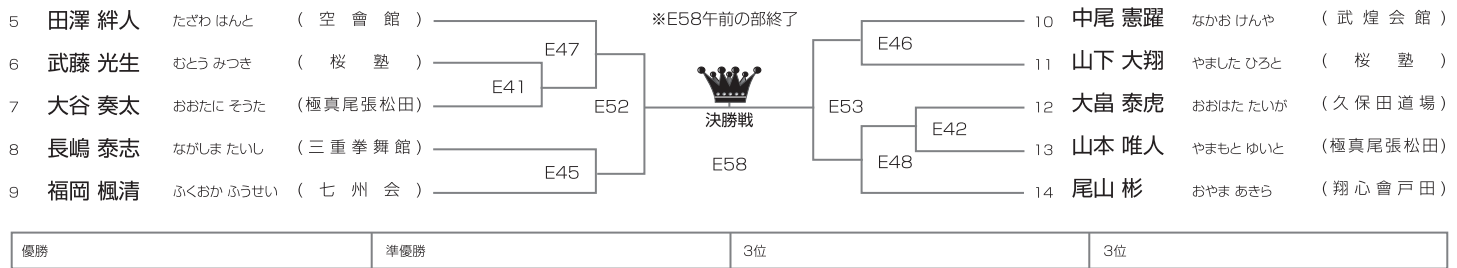 5 田澤 絆人 たざわ はんと (空會館)
6 武藤 光生 むとう みつき (桜塾)
7 大谷 奏太 おおたに そうた (極真尾張松田)
8 長嶋 泰志 ながしま たいし (三重拳舞館)
9 福岡 楓清 ふくおか ふうせい (七州会)
E47
E41
E52
E45
※E58午前の部終了
決勝戦
E58
E46
E53
E42
E48
10 中尾 憲躍 なかお けんや (武煌会館)
11 山下 大翔 やました ひろと (桜塾)
12 大畠 泰虎 おおはた たいが (久保田道場)
13 山本 唯人 やまもと ゆいと (極真尾張松田)
14 尾山 彬 おやま あきら (翔心會戸田)
優勝 準優勝 3位 3位